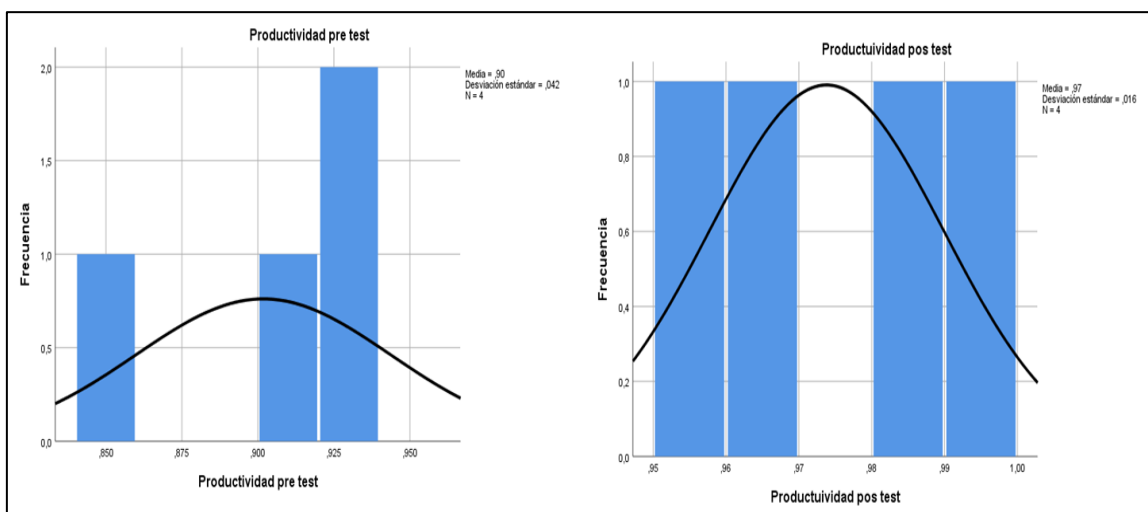 Productividad pre test
Media = ,90
Desviación estándar = ,042
N = 4
Frecuencia
2,0
1,5
1,0
0,5
0,0
,850 ,875 ,900 ,925 ,950
Productividad pre test
Productuividad pos test
Media = ,97
Desviación estándar = ,016
N = 4
Frecuencia
1,0
0,8
0,6
0,4
0,2
0,0
,95 ,96 ,97 ,98 ,99 1,00
Productuividad pos test